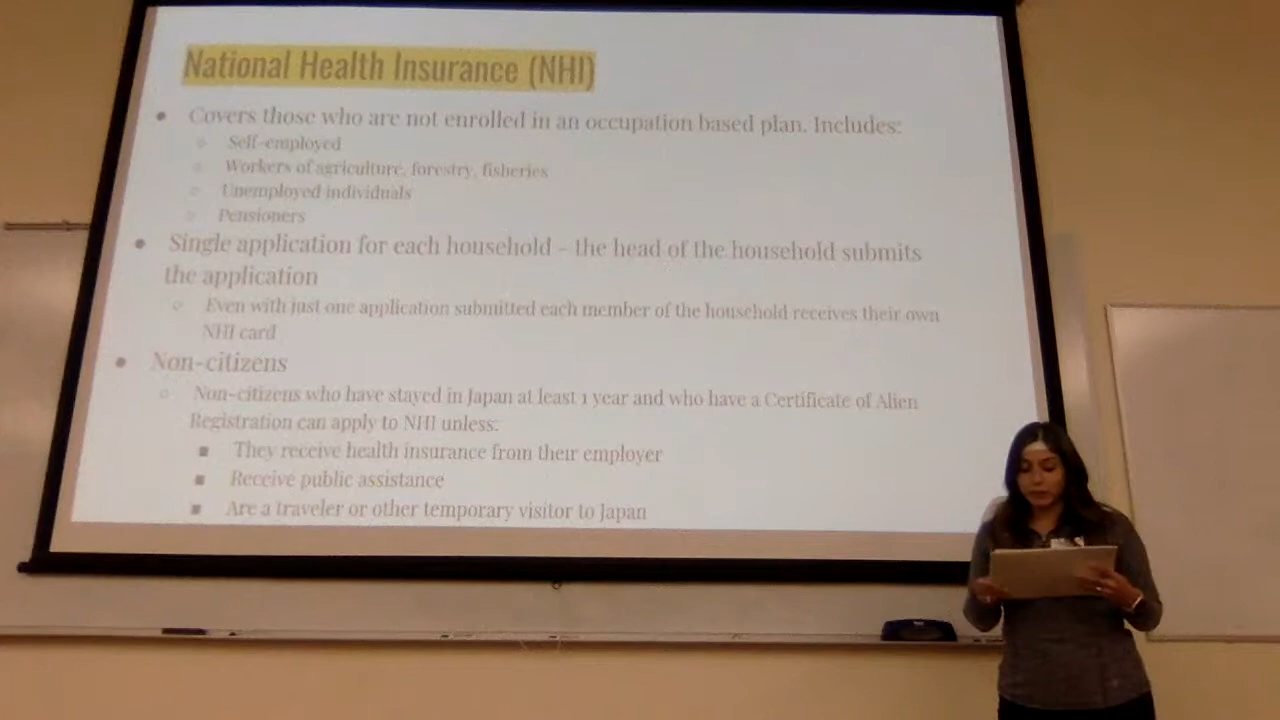 National Health Insurance (NHI)
● Covers those who are not enrolled in an occupation based plan. Includes:
○ Self-employed
○ Workers of agriculture, forestry, fisheries
○ Unemployed individuals
○ Pensioners
● Single application for each household – the head of the household submits
the application
○ Even with just one application submitted each member of the household receives their own
NHI card
● Non-citizens
○ Non-citizens who have stayed in Japan at least 1 year and who have a Certificate of Alien
Registration can apply to NHI unless:
■ They receive health insurance from their employer
■ Receive public assistance
■ Are a traveler or other temporary visitor to Japan